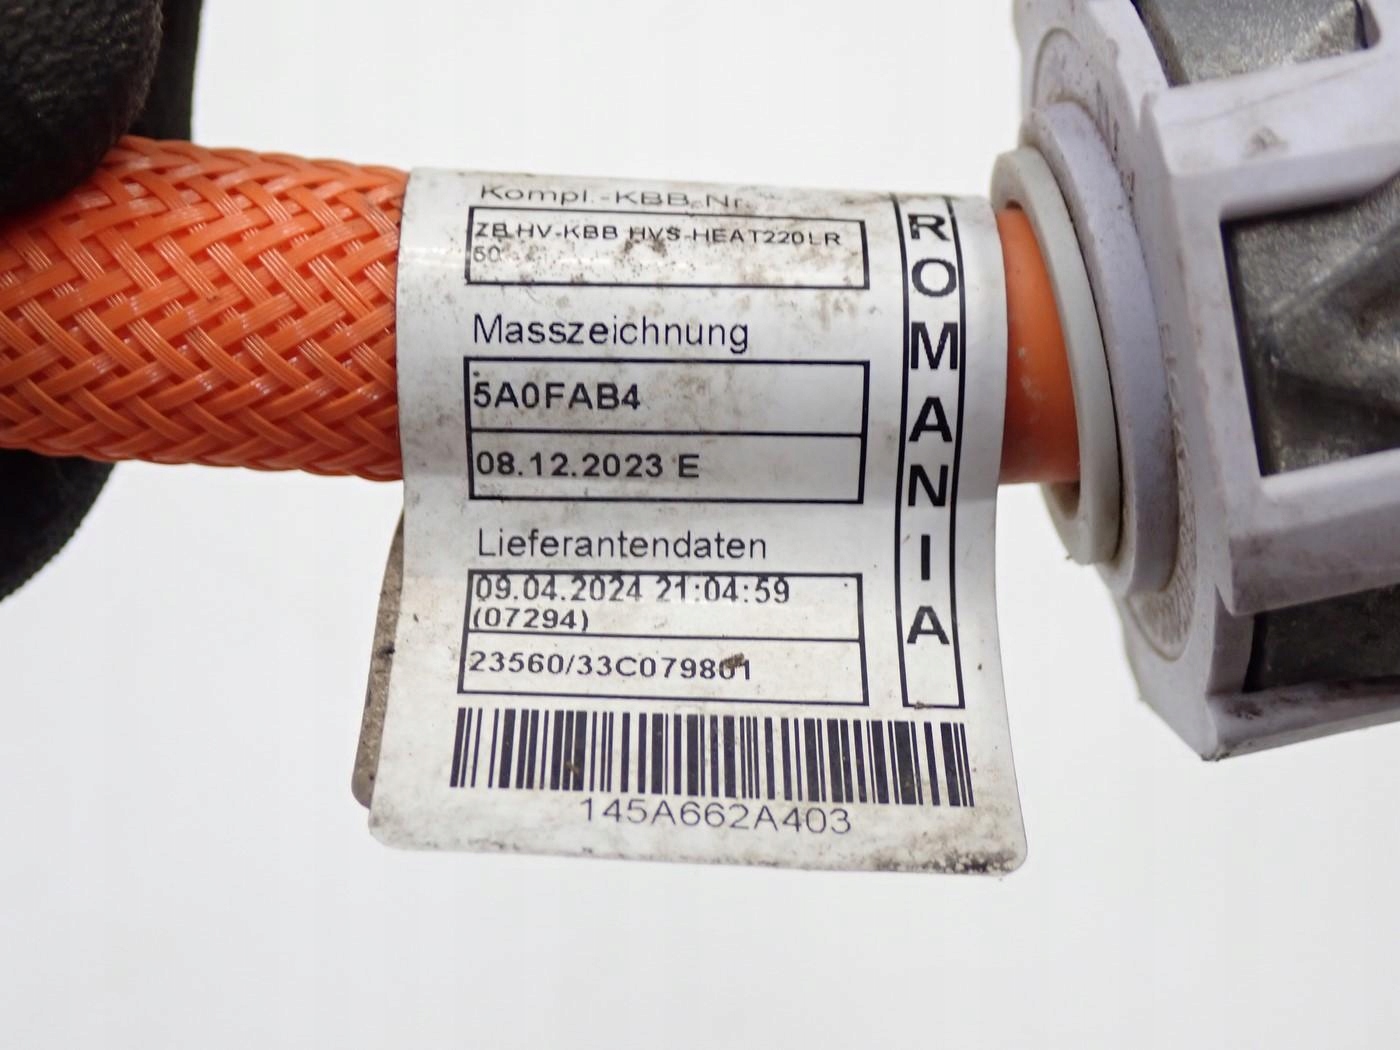 Kompl.-KBB Nr.
ZB HV-KBB HVS-HEAT220LR
50
Masszeichnung
5A0FAB4
08.12.2023 E
Lieferantendaten
09.04.2024 21:04:59
(07294)
23560/33C079801
145A662A403
ROMANIA